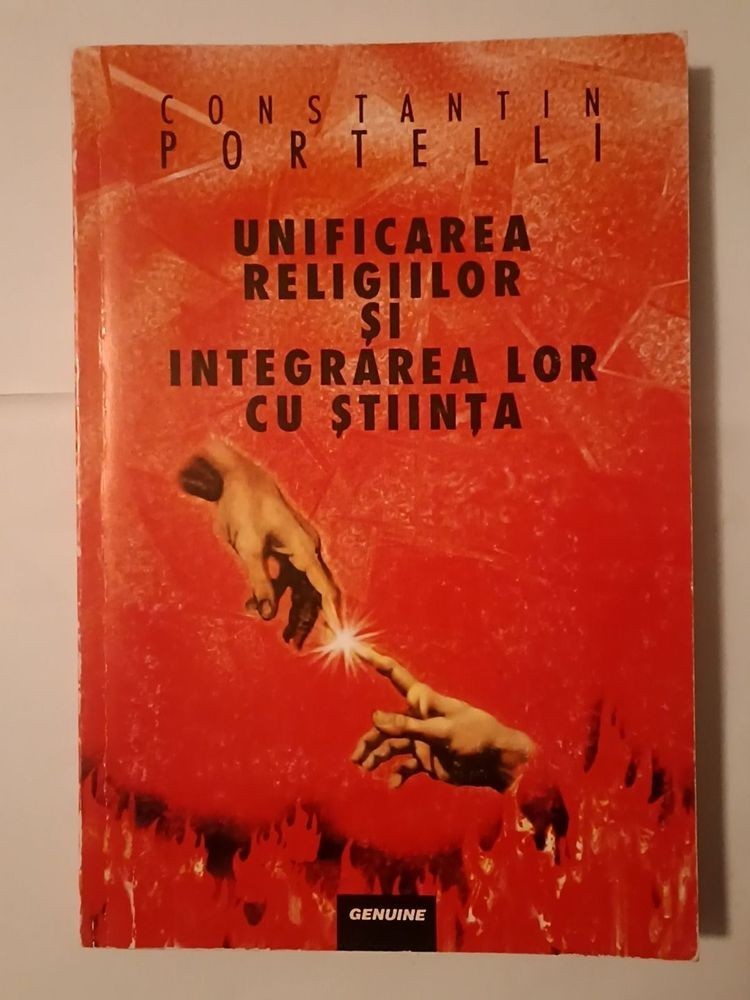 CONSTANTIN
PORTELLI
UNIFICAREA
RELIGIILOR
ȘI
INTEGRAREA LOR
CU ȘTIINȚA
GENUINE